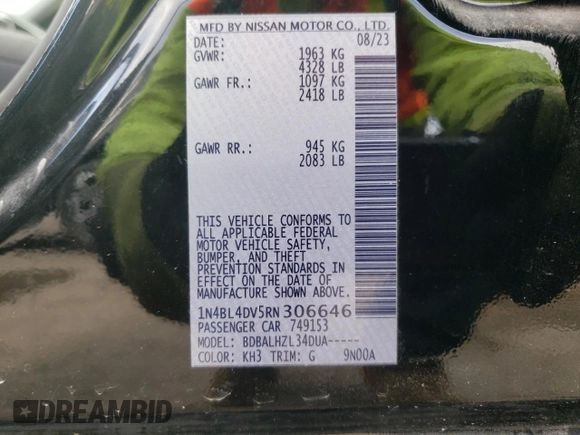 MFD BY NISSAN MOTOR CO., LTD.
DATE: 08/23
GVWR: 1963 KG
4328 LB
GAWR FR.: 1097 KG
2418 LB
GAWR RR.: 945 KG
2083 LB
THIS VEHICLE CONFORMS TO
ALL APPLICABLE FEDERAL
MOTOR VEHICLE SAFETY,
BUMPER, AND THEFT
PREVENTION STANDARDS IN
EFFECT ON THE DATE OF
MANUFACTURE SHOWN ABOVE.
1N4BL4DV5RN306646
PASSENGER CAR 749153
MODEL: BDBALHZL34DUA-----
COLOR: KH3 TRIM: G 9N00A
DREAMBID